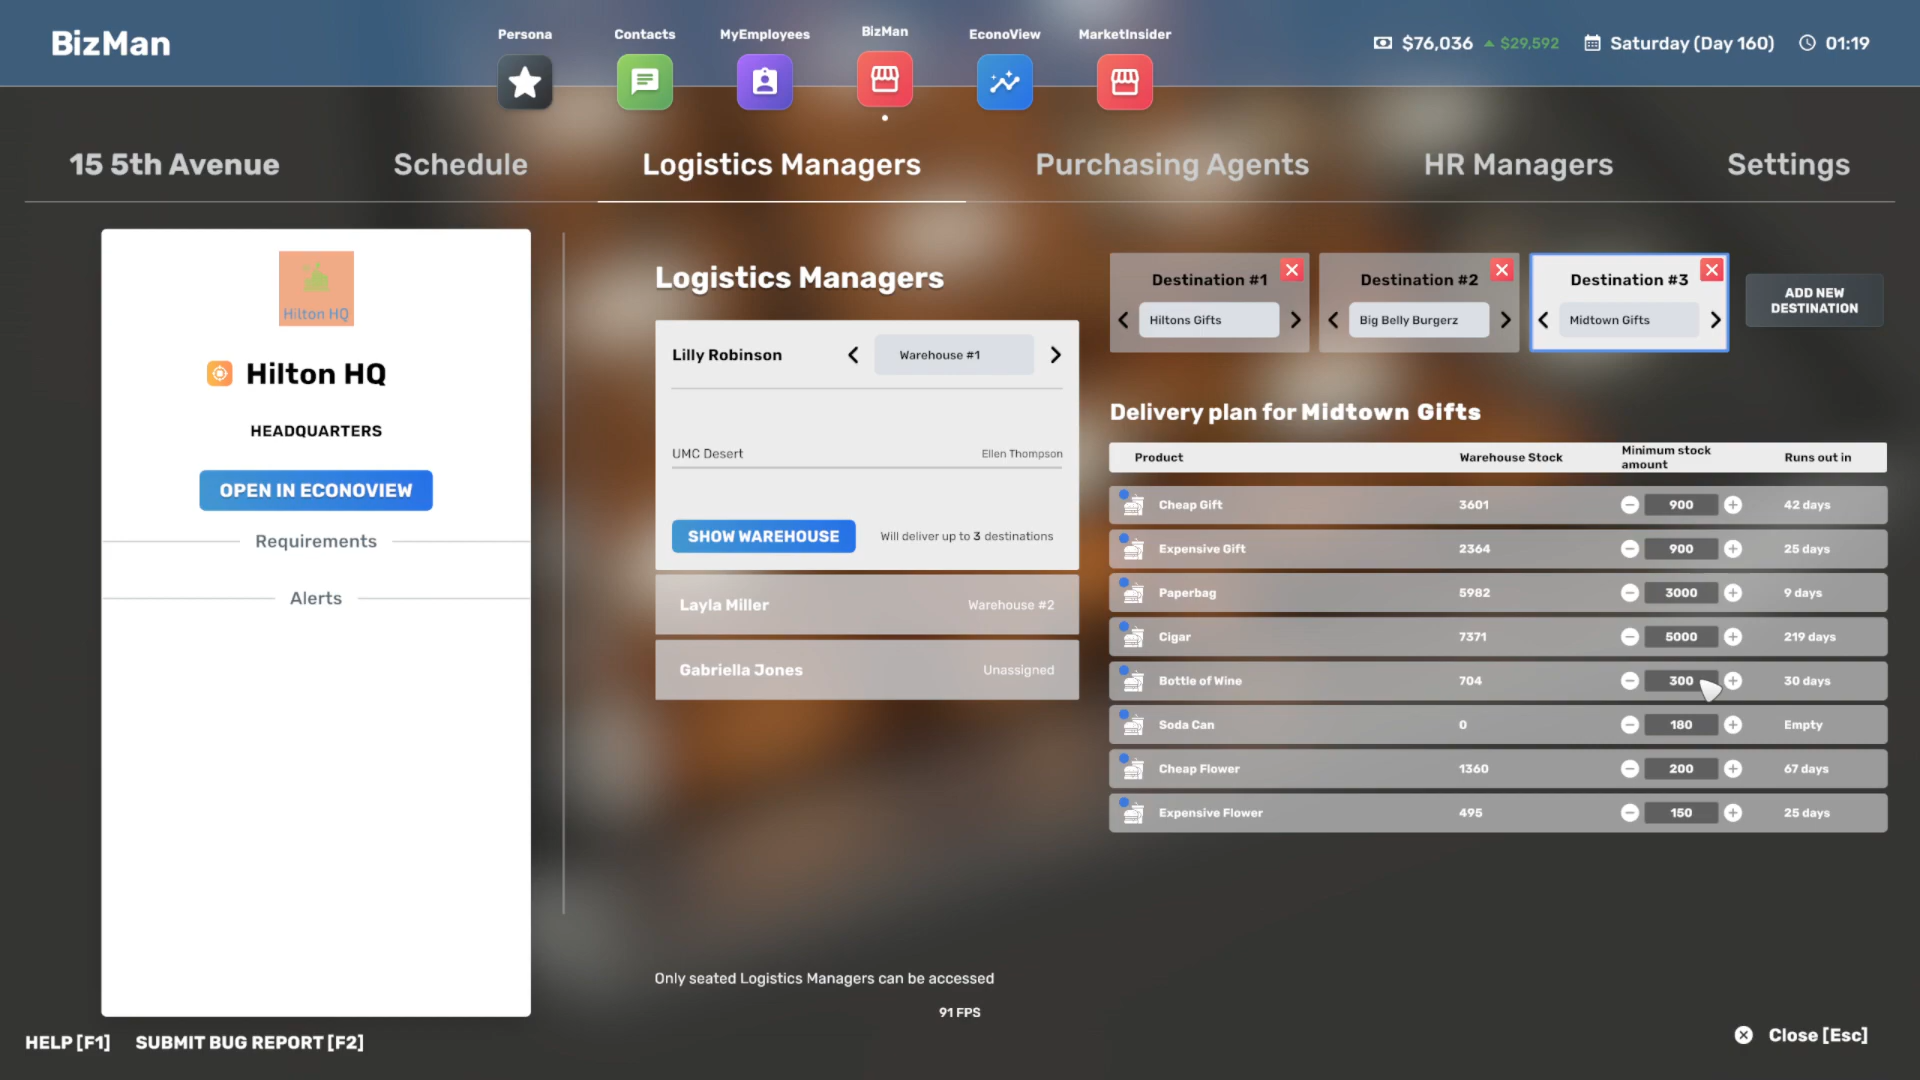 BizMan
Persona
Contacts
MyEmployees
BizMan
EconoView
MarketInsider
$76,036 $29,592 Saturday (Day 160) 01:19
15 5th Avenue
Schedule
Logistics Managers
Purchasing Agents
HR Managers
Settings
Hilton HQ
Hilton HQ
HEADQUARTERS
OPEN IN ECONOVIEW
Requirements
Alerts
Logistics Managers
Lilly Robinson
Warehouse #1
UMC Desert
Ellen Thompson
SHOW WAREHOUSE
Will deliver up to 3 destinations
Layla Miller
Warehouse #2
Gabriella Jones
Unassigned
Only seated Logistics Managers can be accessed
91 FPS
Destination #1
Hiltons Gifts
Destination #2
Big Belly Burgerz
Destination #3
Midtown Gifts
ADD NEW
DESTINATION
Delivery plan for Midtown Gifts
Product Warehouse Stock Minimum stock
amount Runs out in
Cheap Gift 3601 900 42 days
Expensive Gift 2364 900 25 days
Paperbag 5982 3000 9 days
Cigar 7371 5000 219 days
Bottle of Wine 704 300 30 days
Soda Can 0 180 Empty
Cheap Flower 1360 200 67 days
Expensive Flower 495 150 25 days
HELP [F1]
SUBMIT BUG REPORT [F2]
Close [Esc]